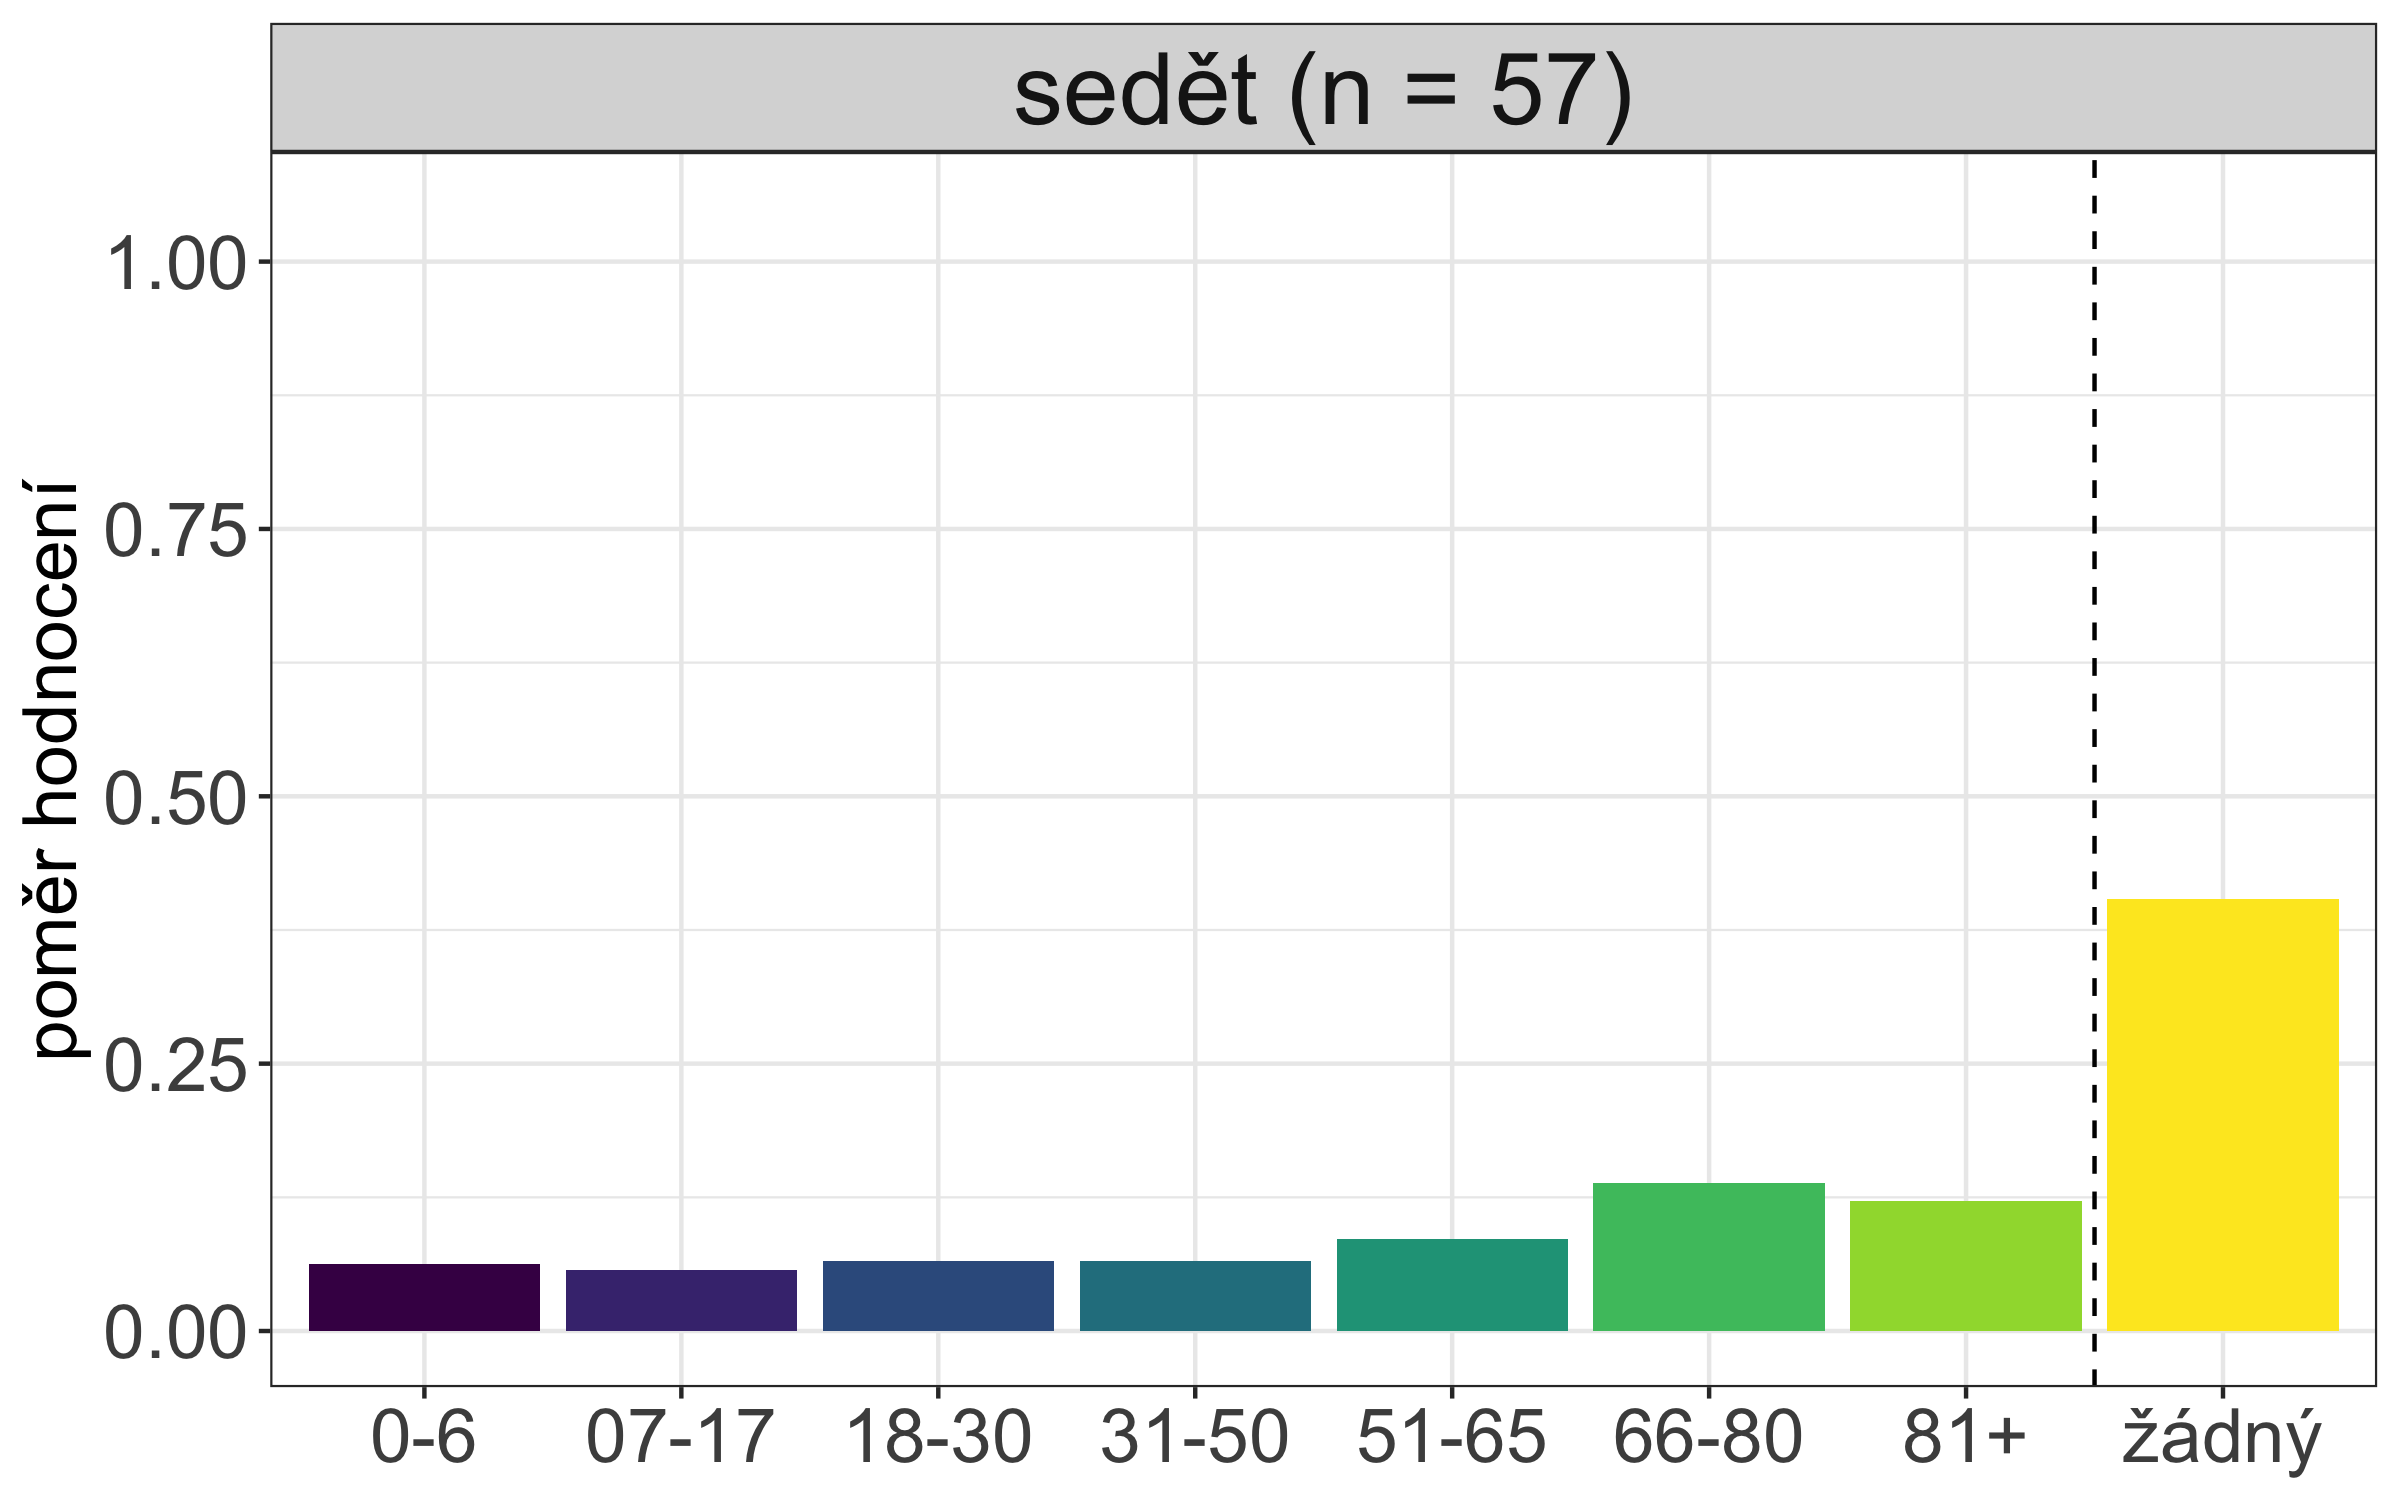 sedět (n = 57)
poměr hodnocení
1.00
0.75
0.50
0.25
0.00
0-6 07-17 18-30 31-50 51-65 66-80 81+ žádný